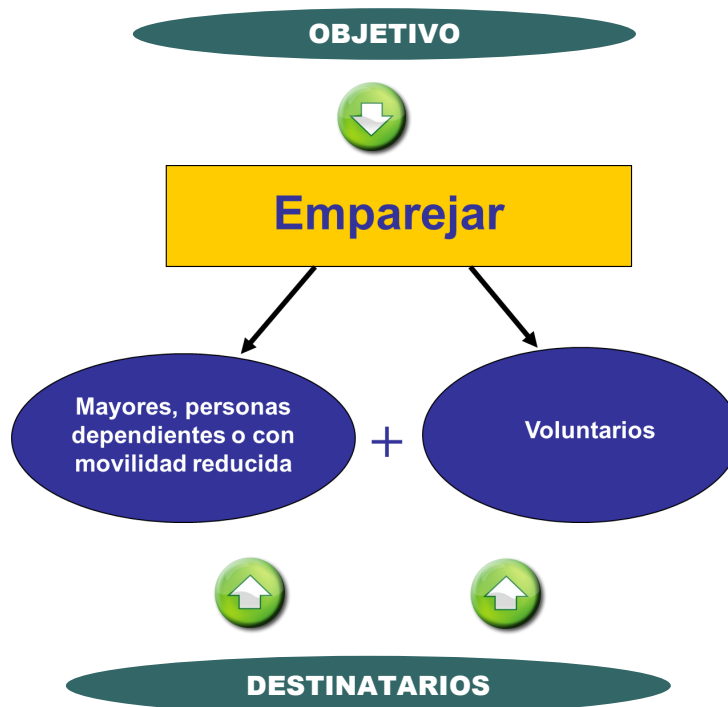 OBJETIVO
Emparejar
Mayores, personas
dependientes o con
movilidad reducida
+
Voluntarios
DESTINATARIOS